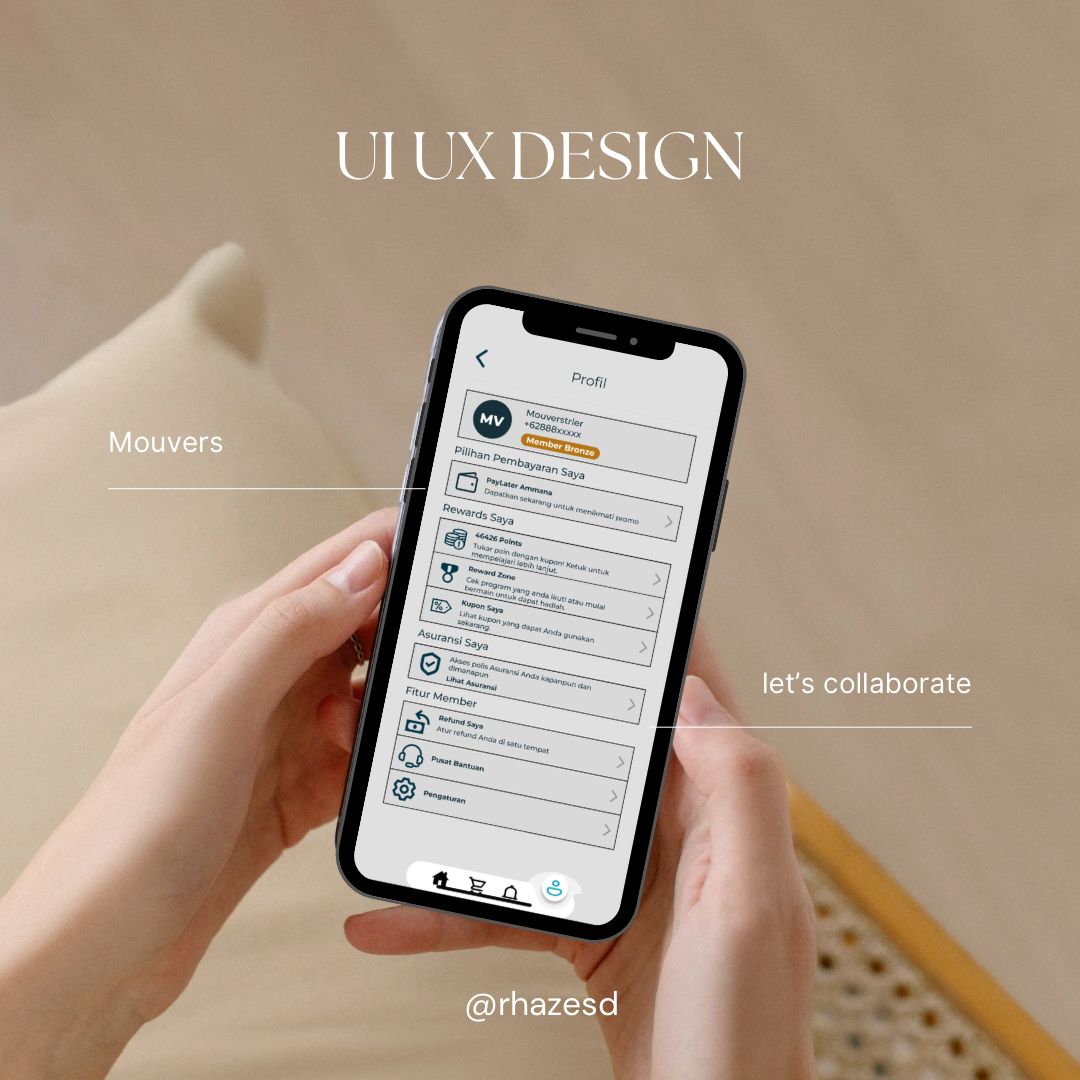 UI UX DESIGN
Mouvers
Profil
MV
Mouverstrier
+62888xxxxx
Member Bronze
Pilihan Pembayaran Saya
PayLater Ammana
Dapatkan sekarang untuk menikmati promo
Rewards Saya
46426 Points
Tukar poin dengan kupon! Ketuk untuk
mempelajari lebih lanjut.
Reward Zone
Cek program yang anda ikuti atau mulai
bermain untuk dapat hadiah.
Kupon Saya
Lihat kupon yang dapat Anda gunakan
sekarang.
Asuransi Saya
Akses polis Asuransi Anda kapanpun dan
dimanapun
Lihat Asuransi
Fitur Member
Refund Saya
Atur refund Anda di satu tempat
Pusat Bantuan
Pengaturan
let's collaborate
@rhazesd